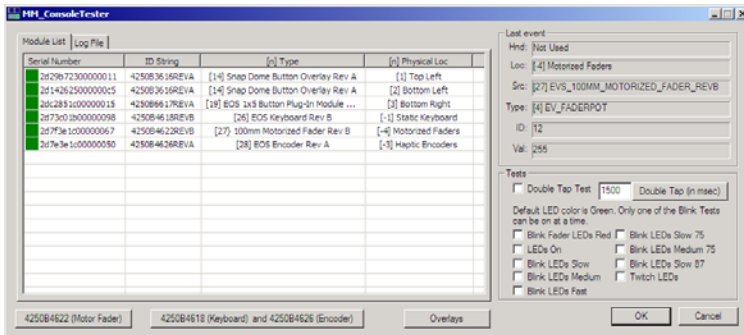 MM_ConsoleTester
Module List Log File
Serial Number ID String [n] Type [n] Physical Loc
2d29b72300000011 4250B3616REVA [14] Snap Dome Button Overlay Rev A [1] Top Left
2d142625000000c5 4250B3616REVA [14] Snap Dome Button Overlay Rev A [2] Bottom Left
2dc2851c00000015 4250B6617REVA [19] EOS 1x5 Button Plug-In Module ... [3] Bottom Right
2d73c01b00000098 4250B4618REVB [26] EOS Keyboard Rev B [-1] Static Keyboard
2d7f3e1c00000067 4250B4622REVB [27] 100mm Motorized Fader Rev B [-4] Motorized Faders
2d7e3e1c00000050 4250B4626REVA [28] EOS Encoder Rev A [-3] Haptic Encoders
4250B4622 (Motor Fader) 4250B4618 (Keyboard) and 4250B4626 (Encoder) Overlays
Last event
Hnd: Not Used
Loc: [-4] Motorized Faders
Src: [27] EVS_100MM_MOTORIZED_FADER_REVB
Type: [4] EV_FADERPOT
ID: 12
Val: 255
Tests
Double Tap Test 1500 Double Tap (in msec)
Default LED color is Green. Only one of the Blink Tests
can be on at a time.
Blink Fader LEDs Red Blink LEDs Slow 75
LEDs On Blink LEDs Medium 75
Blink LEDs Slow Blink LEDs Slow 87
Blink LEDs Medium Twtch LEDs
Blink LEDs Fast
OK Cancel